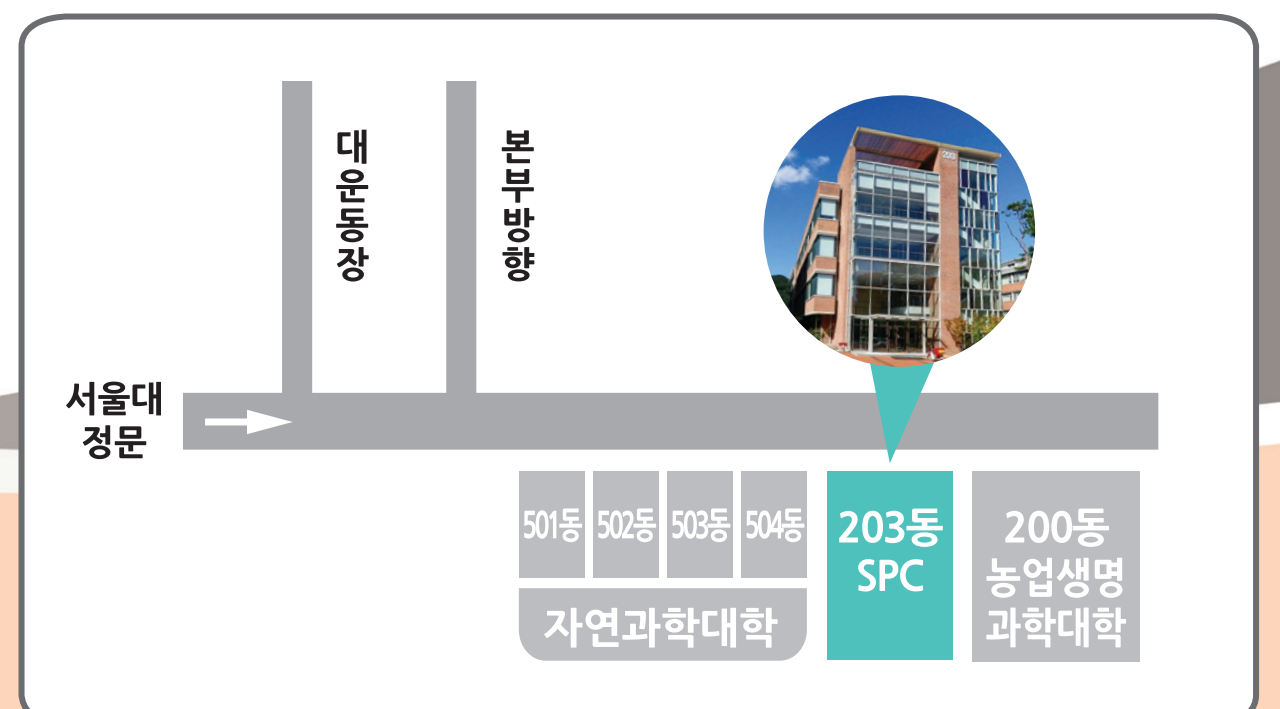 대운동장
본부방향
203
서울대
정문
501동
502동
503동
504동
자연과학대학
203동
SPC
200동
농업생명
과학대학